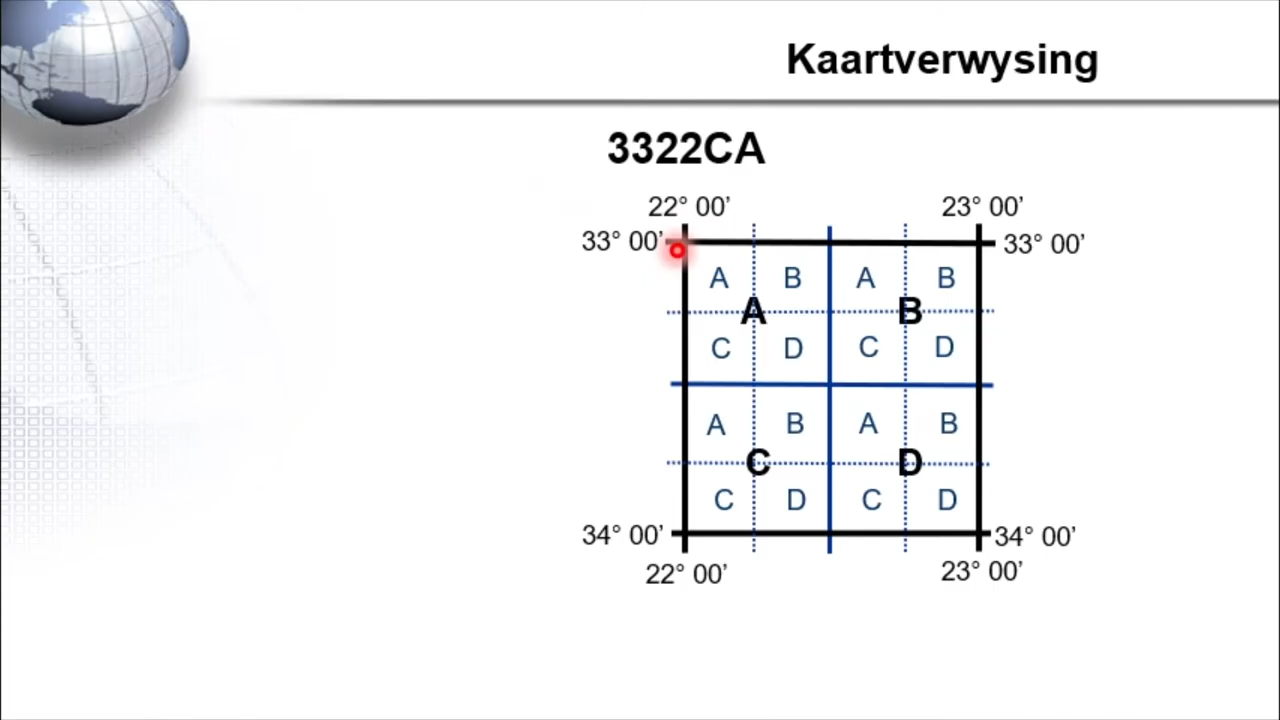 Kaartverwysing
3322CA
22° 00’ 23° 00’
33° 00’ 33° 00’
A B A B
A B
C D C D
A B A B
C D
C D C D
34° 00’ 34° 00’
22° 00’ 23° 00’